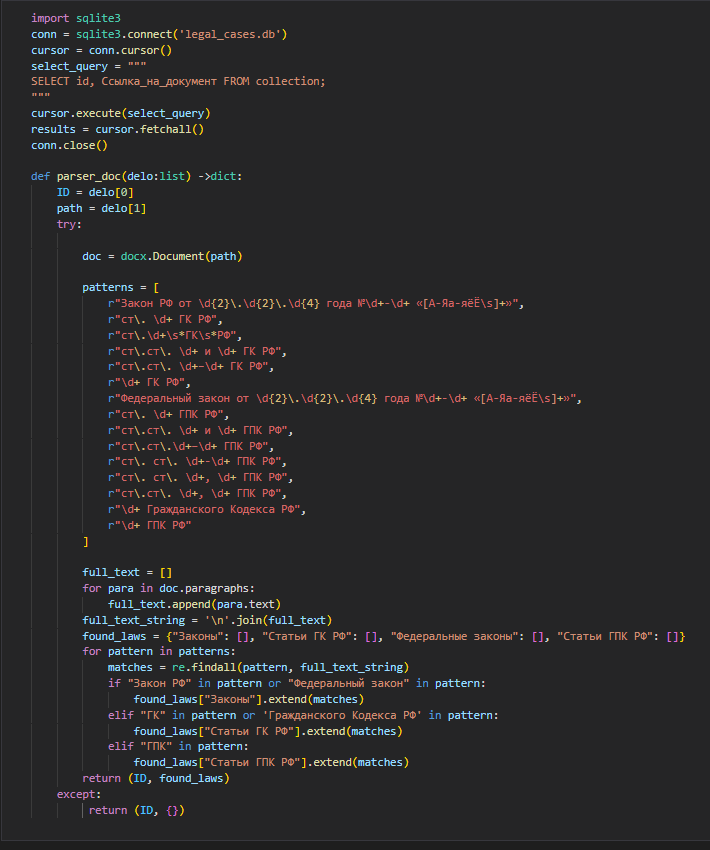 import sqlite3
conn = sqlite3.connect('legal_cases.db')
cursor = conn.cursor()
select_query = """
SELECT id, Ссылка_на_документ FROM collection;
"""
cursor.execute(select_query)
results = cursor.fetchall()
conn.close()

def parser_doc(delo:list) ->dict:
    ID = delo[0]
    path = delo[1]
    try:

        doc = docx.Document(path)

        patterns = [
            r"Закон РФ от \d{2}\.\d{2}\.\d{4} года №\d+-\d+ «[А-Яа-яёЁ\s]+»",
            r"ст\. \d+ ГК РФ",
            r"ст\.\d+\s*ГК\s*РФ",
            r"ст\.ст\. \d+ и \d+ ГК РФ",
            r"ст\.ст\. \d+-\d+ ГК РФ",
            r"\d+ ГК РФ",
            r"Федеральный закон от \d{2}\.\d{2}\.\d{4} года №\d+-\d+ «[А-Яа-яёЁ\s]+»",
            r"ст\. \d+ ГПК РФ",
            r"ст\.ст\. \d+ и \d+ ГПК РФ",
            r"ст\.ст\.\d+-\d+ ГПК РФ",
            r"ст\. ст\. \d+-\d+ ГПК РФ",
            r"ст\. ст\. \d+, \d+ ГПК РФ",
            r"ст\.ст\. \d+, \d+ ГПК РФ",
            r"\d+ Гражданского Кодекса РФ",
            r"\d+ ГПК РФ"
        ]

        full_text = []
        for para in doc.paragraphs:
            full_text.append(para.text)
        full_text_string = '\n'.join(full_text)
        found_laws = {"Законы": [], "Статьи ГК РФ": [], "Федеральные законы": [], "Статьи ГПК РФ": []}
        for pattern in patterns:
            matches = re.findall(pattern, full_text_string)
            if "Закон РФ" in pattern or "Федеральный закон" in pattern:
                found_laws["Законы"].extend(matches)
            elif "ГК" in pattern or 'Гражданского Кодекса РФ' in pattern:
                found_laws["Статьи ГК РФ"].extend(matches)
            elif "ГПК" in pattern:
                found_laws["Статьи ГПК РФ"].extend(matches)
        return (ID, found_laws)
    except:
         return (ID, {})